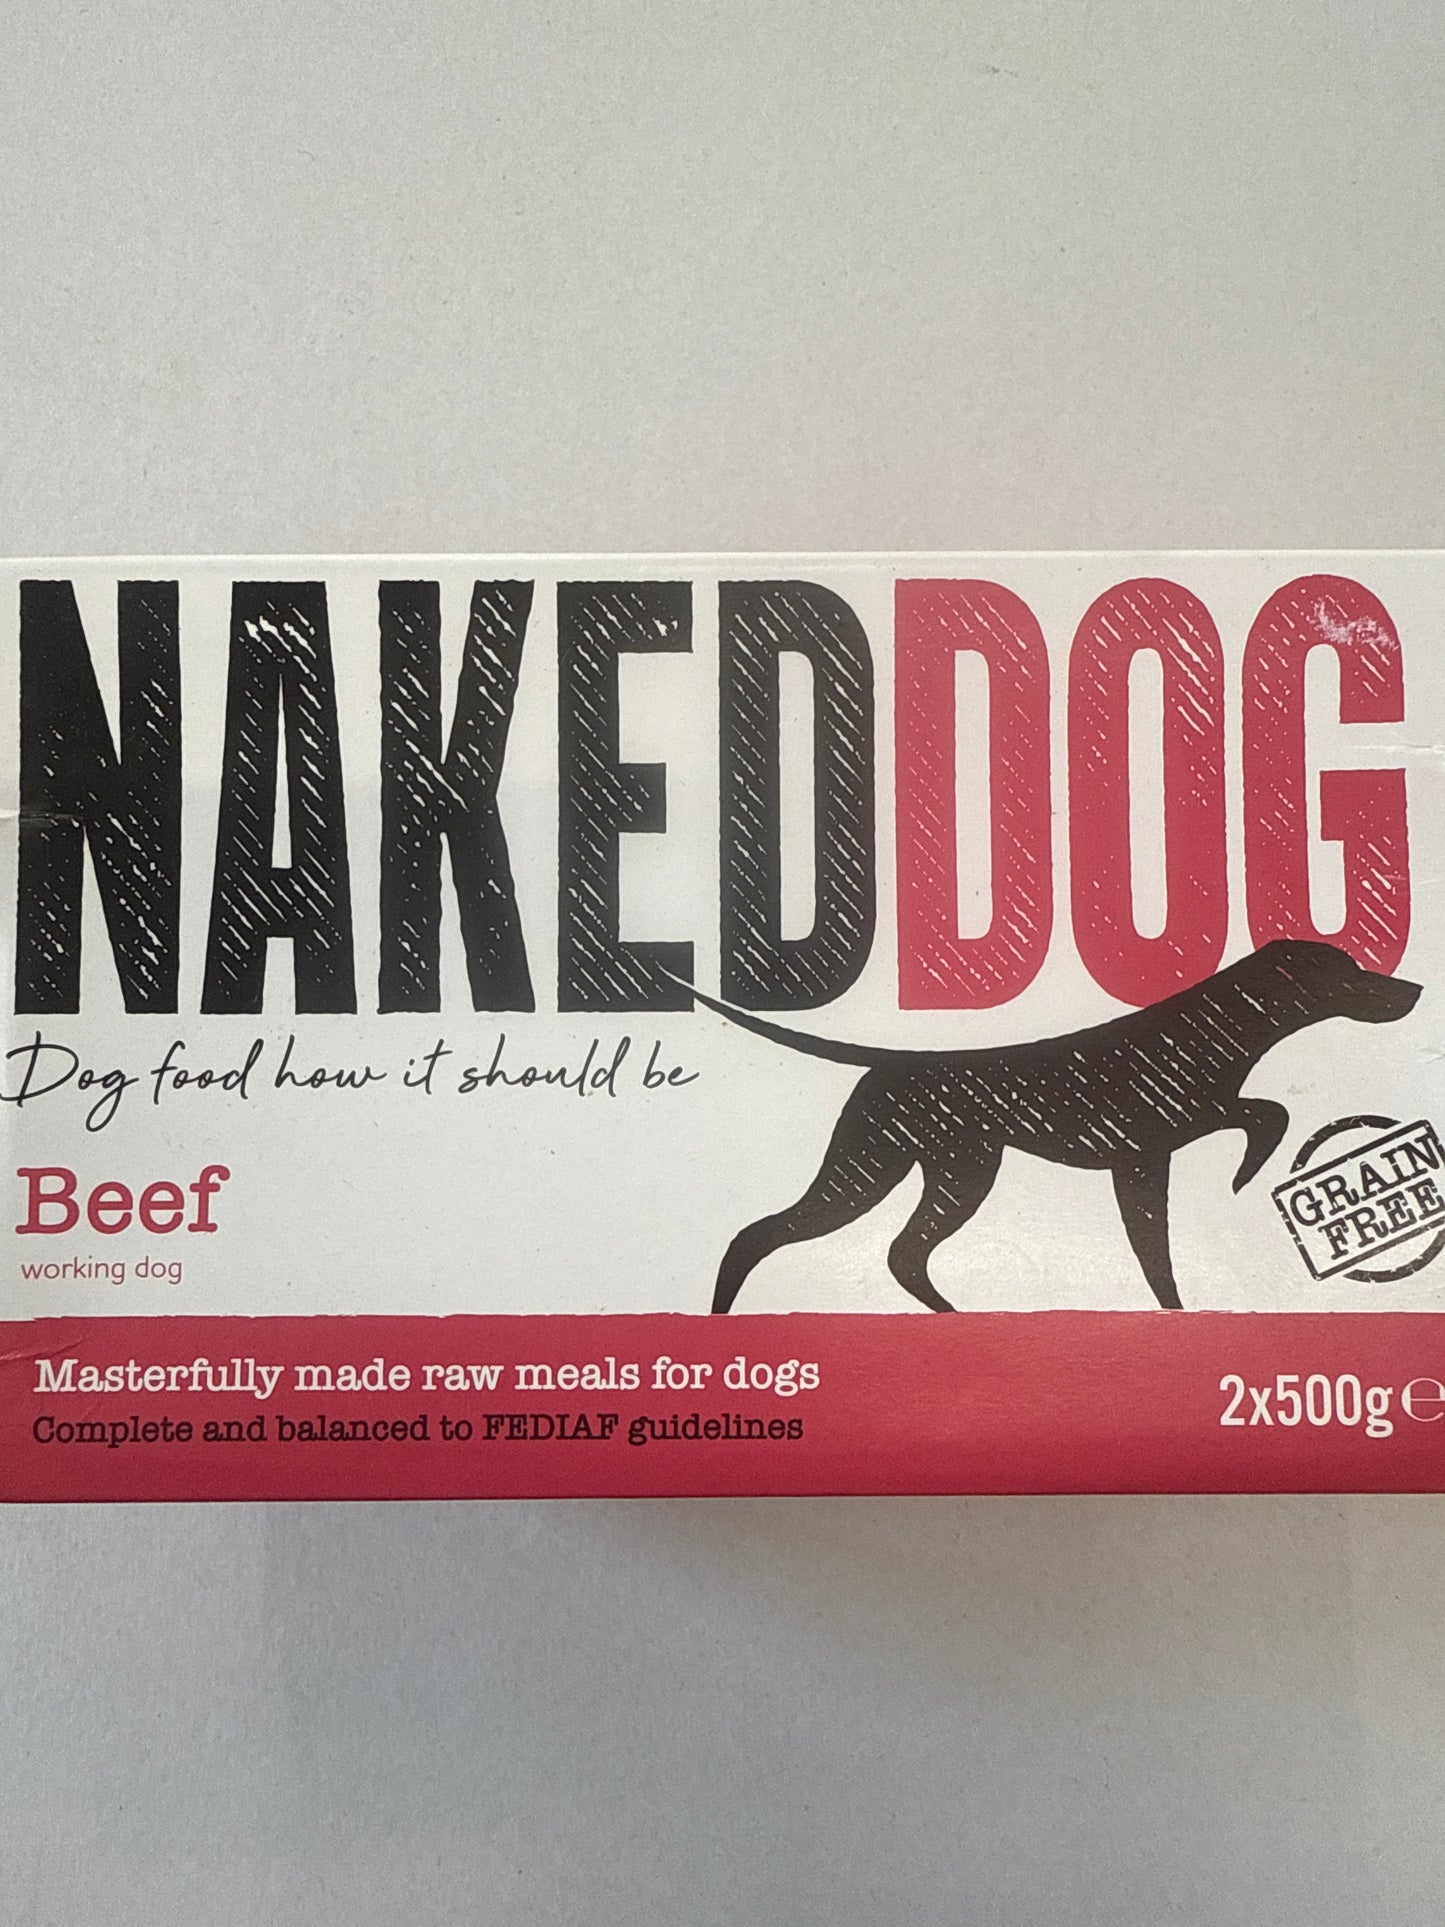 NAKEDDOG
Dog food how it should be
Beef
working dog
GRAIN
FREE
Masterfully made raw meals for dogs
Complete and balanced to FEDIAF guidelines
2x500g ℮